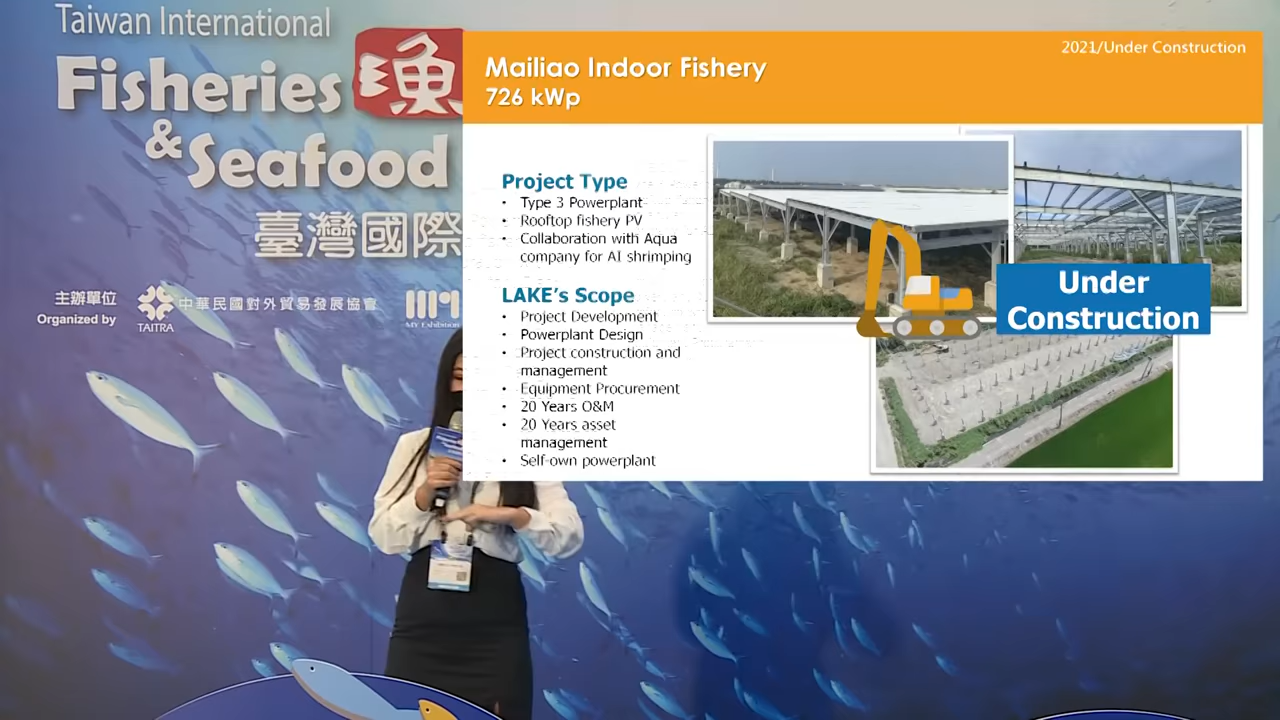 Taiwan International
Fisheries
漁
& Seafood
臺灣國際
主辦單位
Organized by
TAITRA
中華民國對外貿易發展協會
MY Exhibition
2021/Under Construction
Mailiao Indoor Fishery
726 kWp
Project Type
• Type 3 Powerplant
• Rooftop fishery PV
• Collaboration with Aqua
company for AI shrimping
LAKE's Scope
• Project Development
• Powerplant Design
• Project construction and
management
• Equipment Procurement
• 20 Years O&M
• 20 Years asset
management
• Self-own powerplant
Under
Construction